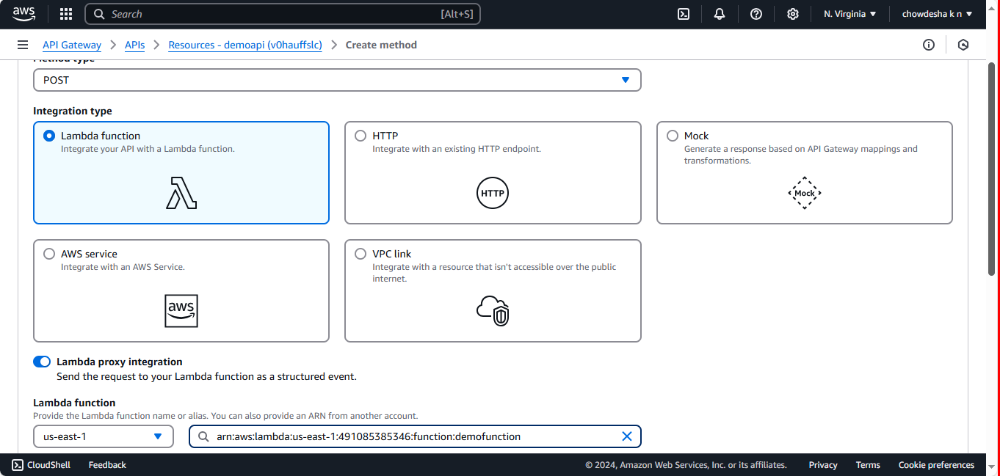 aws
Search [Alt+S]
N. Virginia
chowdesha k n
API Gateway > APIs > Resources - demoapi (v0hauffslc) > Create method
Method type
POST
Integration type
Lambda function
Integrate your API with a Lambda function.
HTTP
Integrate with an existing HTTP endpoint.
HTTP
Mock
Generate a response based on API Gateway mappings and
transformations.
Mock
AWS service
Integrate with an AWS Service.
aws
VPC link
Integrate with a resource that isn't accessible over the public
internet.
Lambda proxy integration
Send the request to your Lambda function as a structured event.
Lambda function
Provide the Lambda function name or alias. You can also provide an ARN from another account.
us-east-1
arn:aws:lambda:us-east-1:491085385346:function:demofunction
CloudShell Feedback
© 2024, Amazon Web Services, Inc. or its affiliates. Privacy Terms Cookie preferences